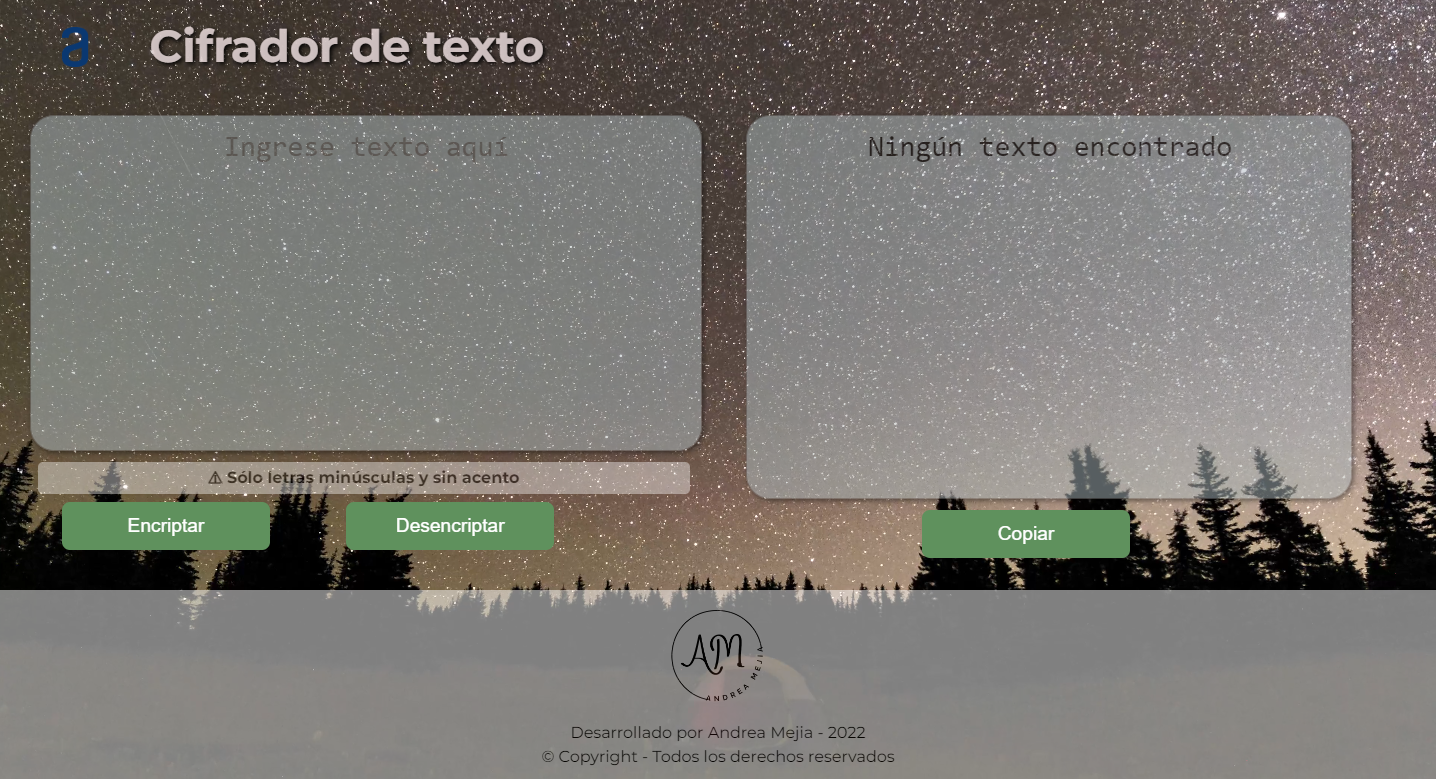 a Cifrador de texto
Ingrese texto aquí
Ningún texto encontrado
⚠ Sólo letras minúsculas y sin acento
Encriptar
Desencriptar
Copiar
AM
ANDREA MEJIA
Desarrollado por Andrea Mejia - 2022
© Copyright - Todos los derechos reservados